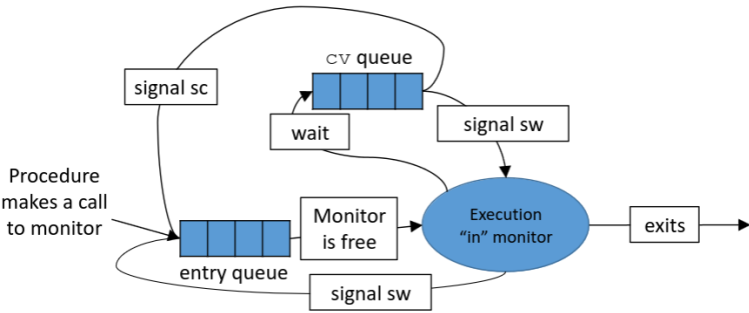 cv queue
signal sc
signal sw
wait
Procedure
makes a call
to monitor
Monitor
is free
Execution
“in” monitor
exits
entry queue
signal sw